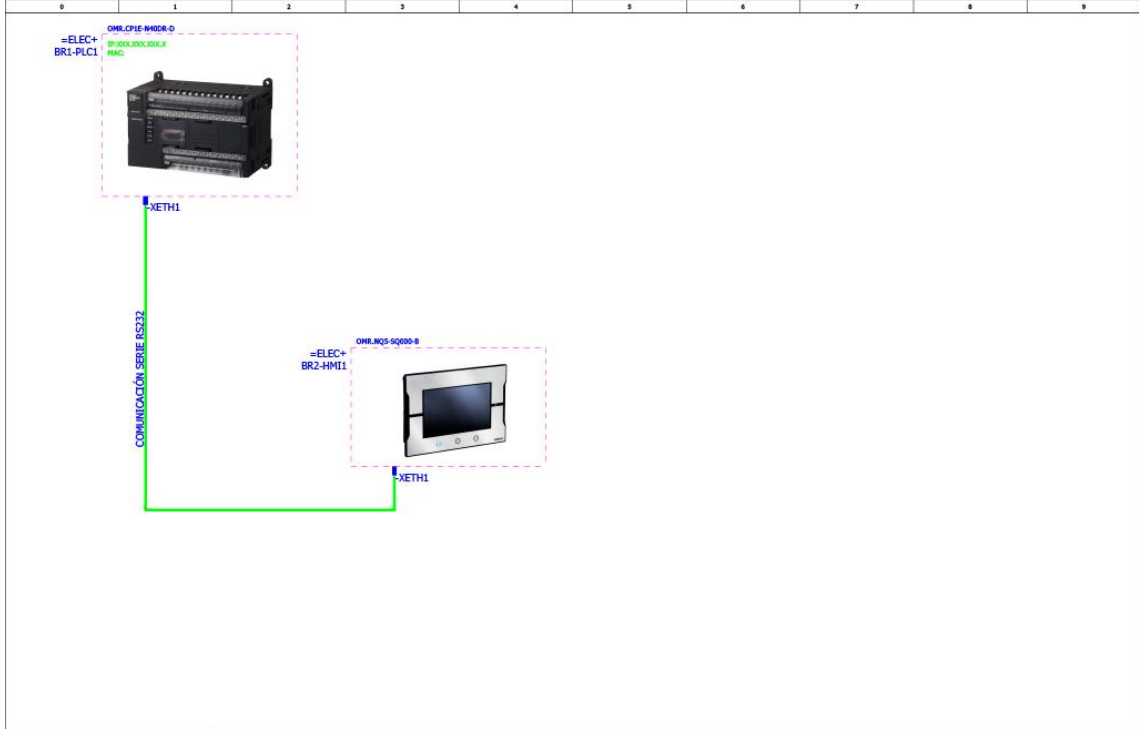 0 1 2 3 4 5 6 7 8 9
OMR.CP1E-N40DR-D
=ELEC+
BR1-PLC1
IP:XXX.XXX.XXX.X
MAC:
-XETH1
COMUNICACIÓN SERIE RS232
OMR.NQ5-SQ000-B
=ELEC+
BR2-HMI1
-XETH1